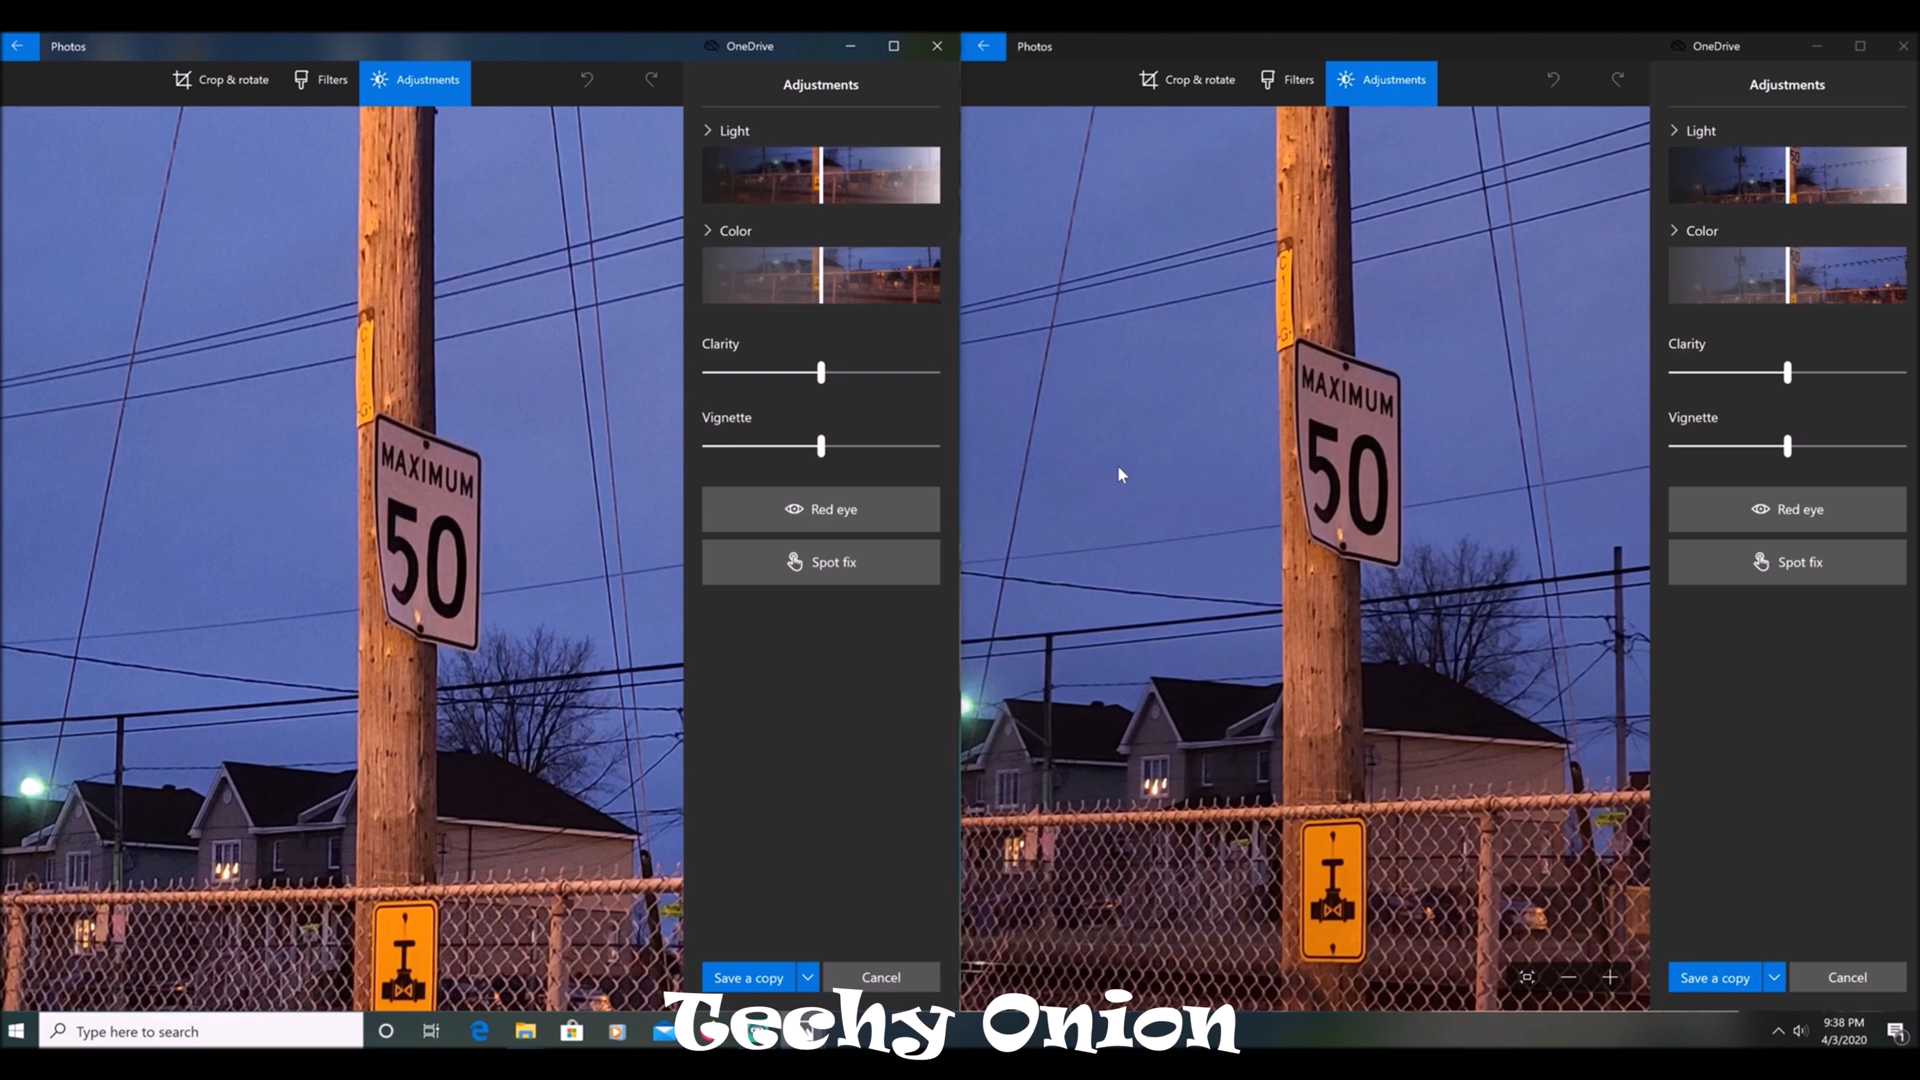 Photos
OneDrive
Crop & rotate
Filters
Adjustments
Adjustments
Light
Color
Clarity
Vignette
Red eye
Spot fix
Save a copy
Cancel
MAXIMUM
50
Photos
OneDrive
Crop & rotate
Filters
Adjustments
Adjustments
Light
Color
Clarity
Vignette
Red eye
Spot fix
Save a copy
Cancel
MAXIMUM
50
Type here to search
Techy Onion
9:38 PM
4/3/2020